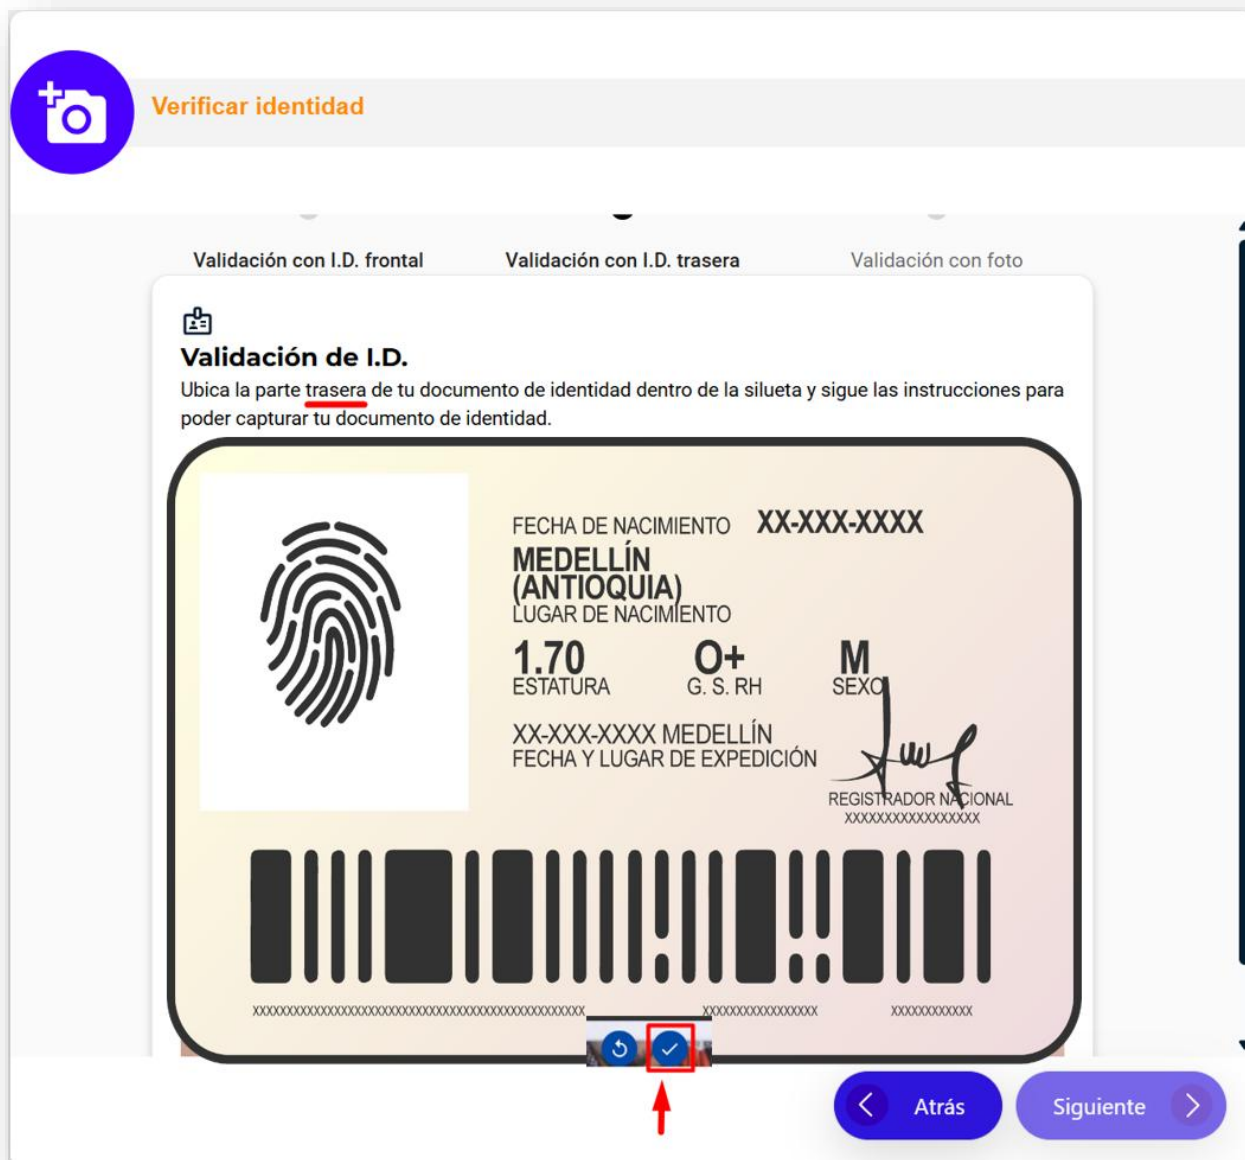 Verificar identidad
Validación con I.D. frontal
Validación con I.D. trasera
Validación con foto
Validación de I.D.
Ubica la parte trasera de tu documento de identidad dentro de la silueta y sigue las instrucciones para
poder capturar tu documento de identidad.
FECHA DE NACIMIENTO XX-XXX-XXXX
MEDELLÍN
(ANTIOQUIA)
LUGAR DE NACIMIENTO
1.70 O+ M
ESTATURA G. S. RH SEXO
XX-XXX-XXXX MEDELLÍN
FECHA Y LUGAR DE EXPEDICIÓN
REGISTRADOR NACIONAL
XXXXXXXXXXXXXXXXX
XXXXXXXXXXXXXXXXXXXXXXXXXXXXXXXXXXXXXXXXXXXXXXXXX XXXXXXXXXXXXXXXXX XXXXXXXXXXXX
Atrás
Siguiente